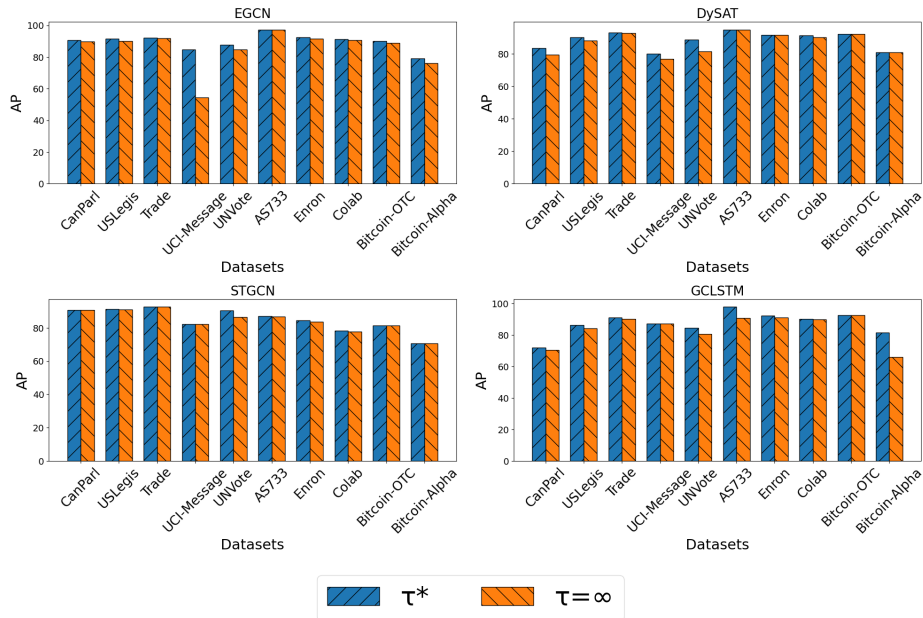 EGCN
100
80
60
40
20
0
AP
CanParl
USLegis
Trade
UCI-Message
UNVote
AS733
Enron
Colab
Bitcoin-OTC
Bitcoin-Alpha
Datasets
DySAT
80
60
40
20
0
AP
CanParl
USLegis
Trade
UCI-Message
UNVote
AS733
Enron
Colab
Bitcoin-OTC
Bitcoin-Alpha
Datasets
STGCN
80
60
40
20
0
AP
CanParl
USLegis
Trade
UCI-Message
UNVote
AS733
Enron
Colab
Bitcoin-OTC
Bitcoin-Alpha
Datasets
GCLSTM
100
80
60
40
20
0
AP
CanParl
USLegis
Trade
UCI-Message
UNVote
AS733
Enron
Colab
Bitcoin-OTC
Bitcoin-Alpha
Datasets
τ*
τ=∞